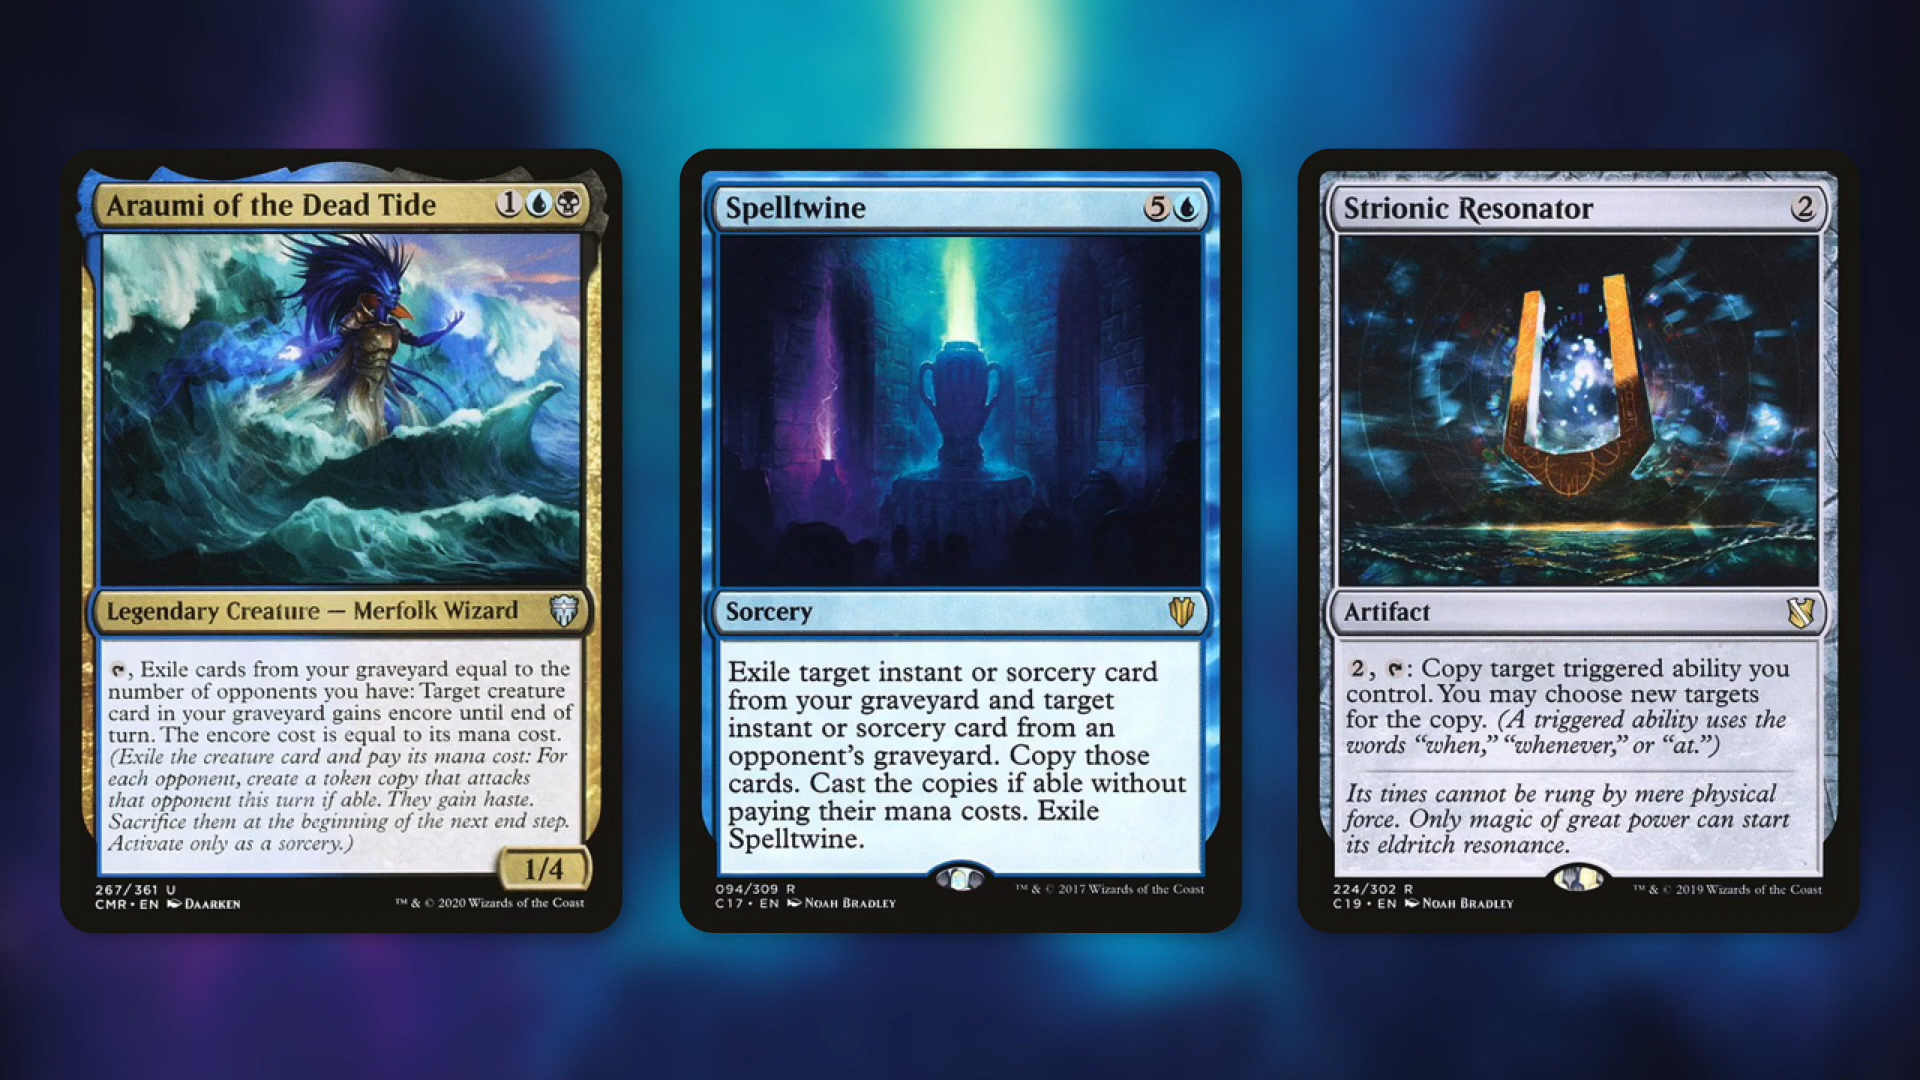 Araumi of the Dead Tide 1
Legendary Creature — Merfolk Wizard
, Exile cards from your graveyard equal to the
number of opponents you have: Target creature
card in your graveyard gains encore until end of
turn. The encore cost is equal to its mana cost.
(Exile the creature card and pay its mana cost: For
each opponent, create a token copy that attacks
that opponent this turn if able. They gain haste.
Sacrifice them at the beginning of the next end step.
Activate only as a sorcery.)
1/4
267/361 U
CMR • EN DAARKEN
™ & © 2020 Wizards of the Coast
Spelltwine 5
Sorcery
Exile target instant or sorcery card
from your graveyard and target
instant or sorcery card from an
opponent's graveyard. Copy those
cards. Cast the copies if able without
paying their mana costs. Exile
Spelltwine.
094/309 R
C17 • EN NOAH BRADLEY
™ & © 2017 Wizards of the Coast
Strionic Resonator 2
Artifact
2, : Copy target triggered ability you
control. You may choose new targets
for the copy. (A triggered ability uses the
words “when,” “whenever,” or “at.”)
Its tines cannot be rung by mere physical
force. Only magic of great power can start
its eldritch resonance.
224/302 R
C19 • EN NOAH BRADLEY
™ & © 2019 Wizards of the Coast